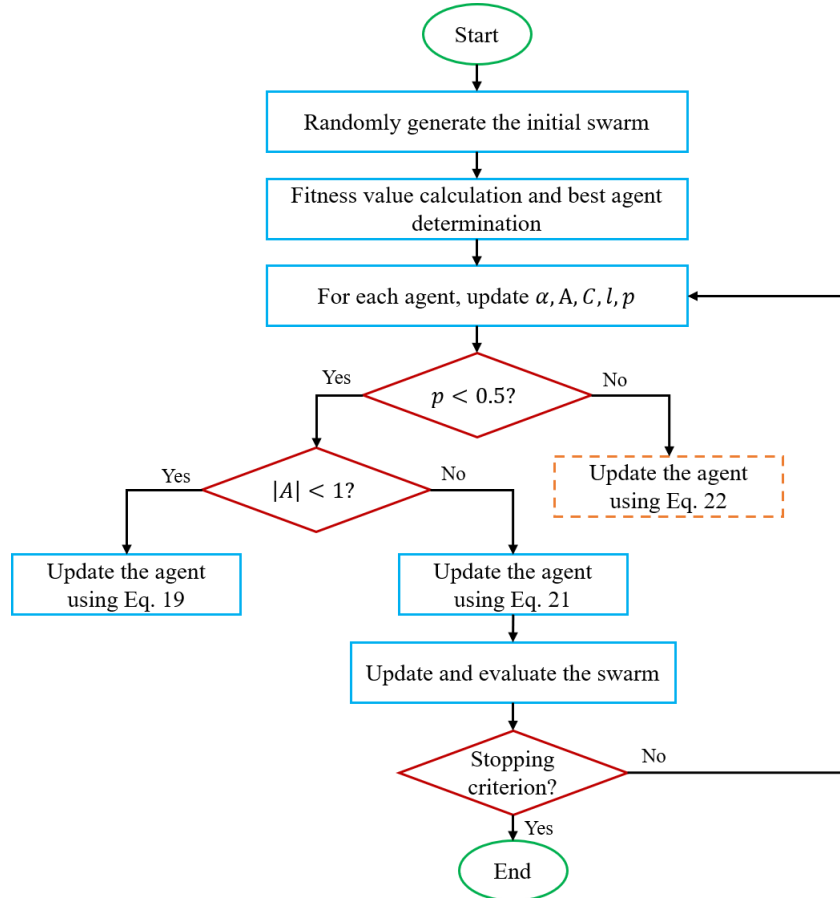 Start
Randomly generate the initial swarm
Fitness value calculation and best agent
determination
For each agent, update α, A, C, l, p
Yes
No
p < 0.5?
Yes
No
|A| < 1?
Update the agent
using Eq. 22
Update the agent
using Eq. 19
Update the agent
using Eq. 21
Update and evaluate the swarm
Stopping
criterion?
No
Yes
End